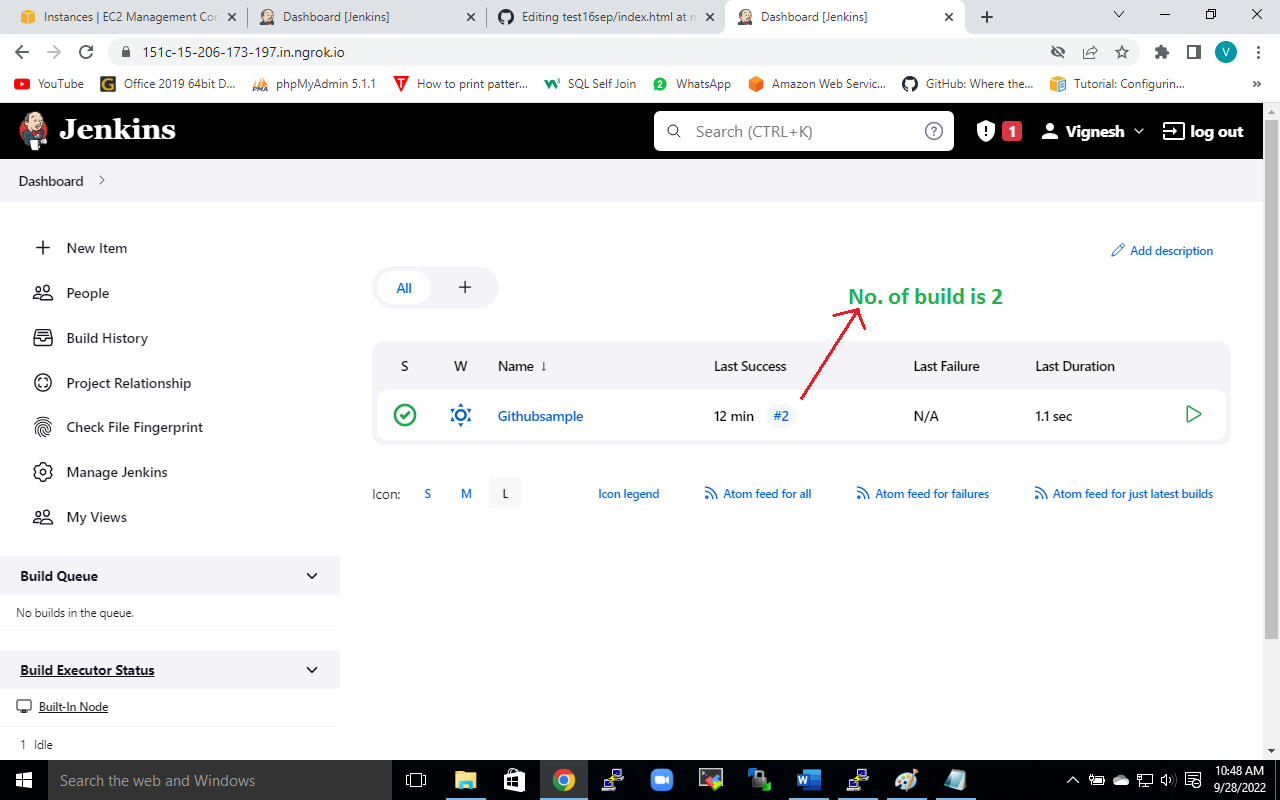 Instances | EC2 Management Con
Dashboard [Jenkins]
Editing test16sep/index.html at m
Dashboard [Jenkins]
151c-15-206-173-197.in.ngrok.io
V
YouTube
Office 2019 64bit D...
phpMyAdmin 5.1.1
How to print patter...
SQL Self Join
2
WhatsApp
Amazon Web Servic...
GitHub: Where the...
Tutorial: Configurin...
»
Jenkins
Search (CTRL+K)
1
Vignesh
log out
Dashboard
New Item
People
Build History
Project Relationship
Check File Fingerprint
Manage Jenkins
My Views
Add description
All
+
No. of build is 2
S W Name ↓ Last Success Last Failure Last Duration
Githubsample 12 min #2 N/A 1.1 sec
Icon: S M L
Icon legend
Atom feed for all
Atom feed for failures
Atom feed for just latest builds
Build Queue
No builds in the queue.
Build Executor Status
Built-In Node
1 Idle
Search the web and Windows
10:48 AM
9/28/2022